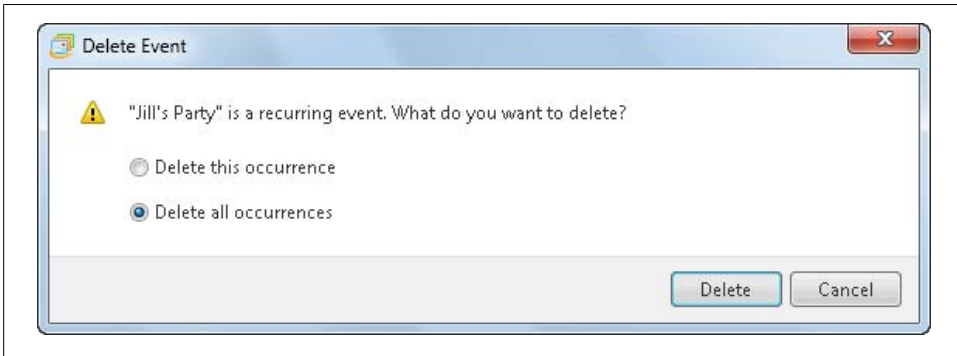 Delete Event
"Jill's Party" is a recurring event. What do you want to delete?
Delete this occurrence
Delete all occurrences
Delete
Cancel